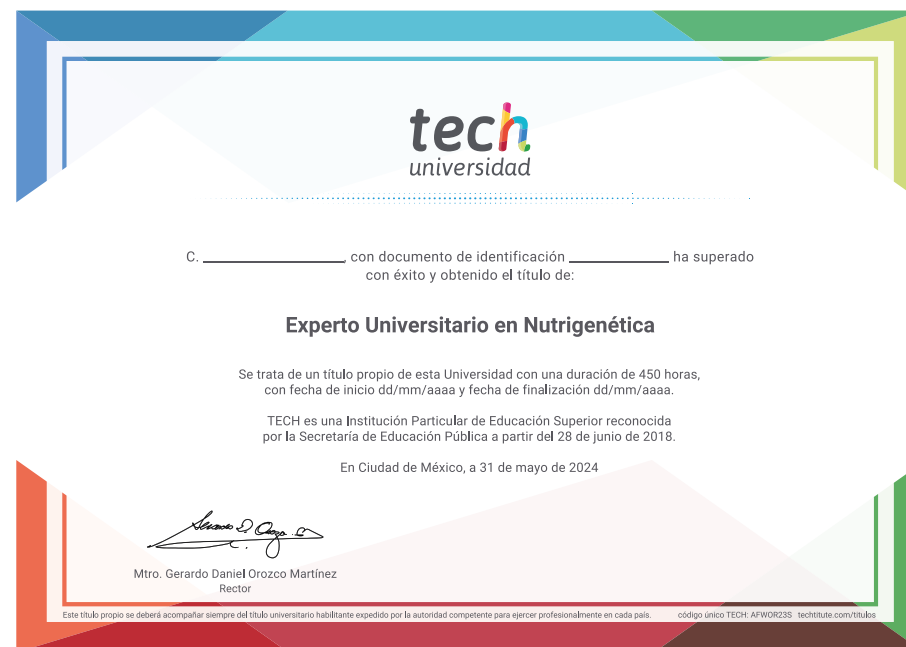 tech
universidad
C. ____________, con documento de identificación ____________ ha superado
con éxito y obtenido el título de:
Experto Universitario en Nutrigenética
Se trata de un título propio de esta Universidad con una duración de 450 horas,
con fecha de inicio dd/mm/aaaa y fecha de finalización dd/mm/aaaa.
TECH es una Institución Particular de Educación Superior reconocida
por la Secretaría de Educación Pública a partir del 28 de junio de 2018.
En Ciudad de México, a 31 de mayo de 2024
Mtro. Gerardo Daniel Orozco Martínez
Rector
Este título propio se deberá acompañar siempre del título universitario habilitante expedido por la autoridad competente para ejercer profesionalmente en cada país. código único TECH: AFWOR23S techtitute.com/titulos